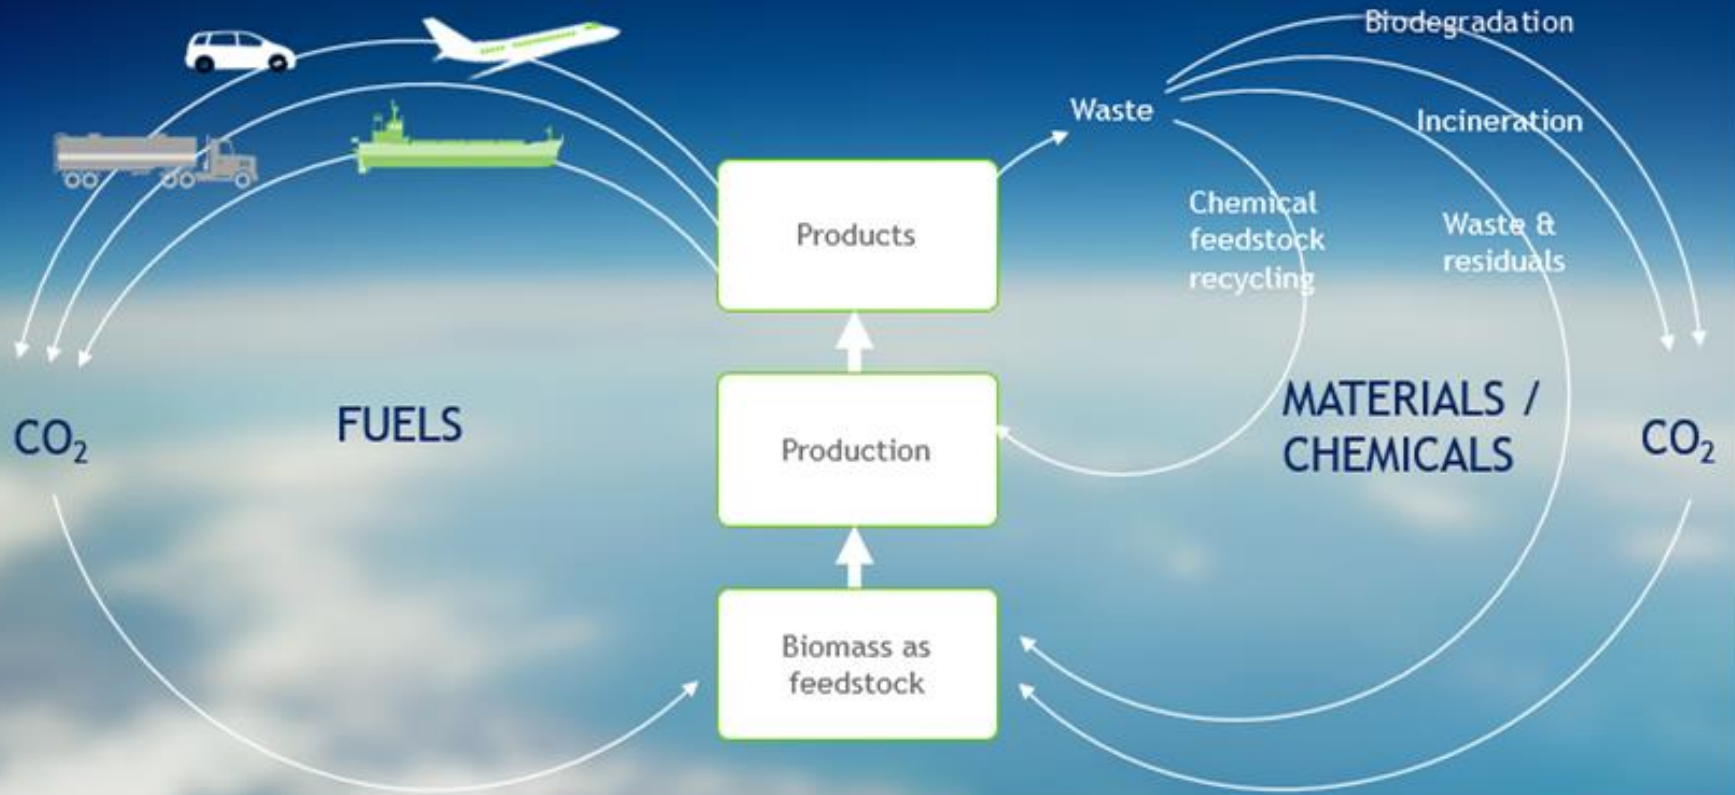 Biodegradation
Waste
Incineration
Chemical
feedstock
recycling
Waste &
residuals
Products
FUELS
CO₂
Production
MATERIALS /
CHEMICALS
CO₂
Biomass as
feedstock